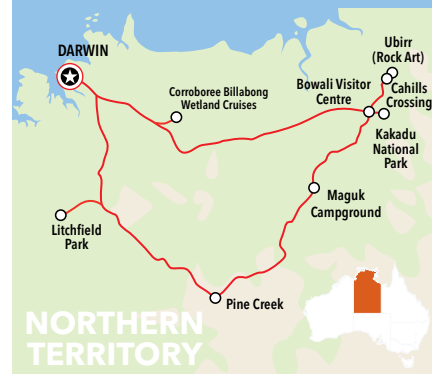 DARWIN
Ubirr
(Rock Art)
Corroboree Billabong
Wetland Cruises
Bowali Visitor
Centre
Cahills
Crossing
Kakadu
National
Park
Maguk
Campground
Litchfield
Park
Pine Creek
NORTHERN
TERRITORY